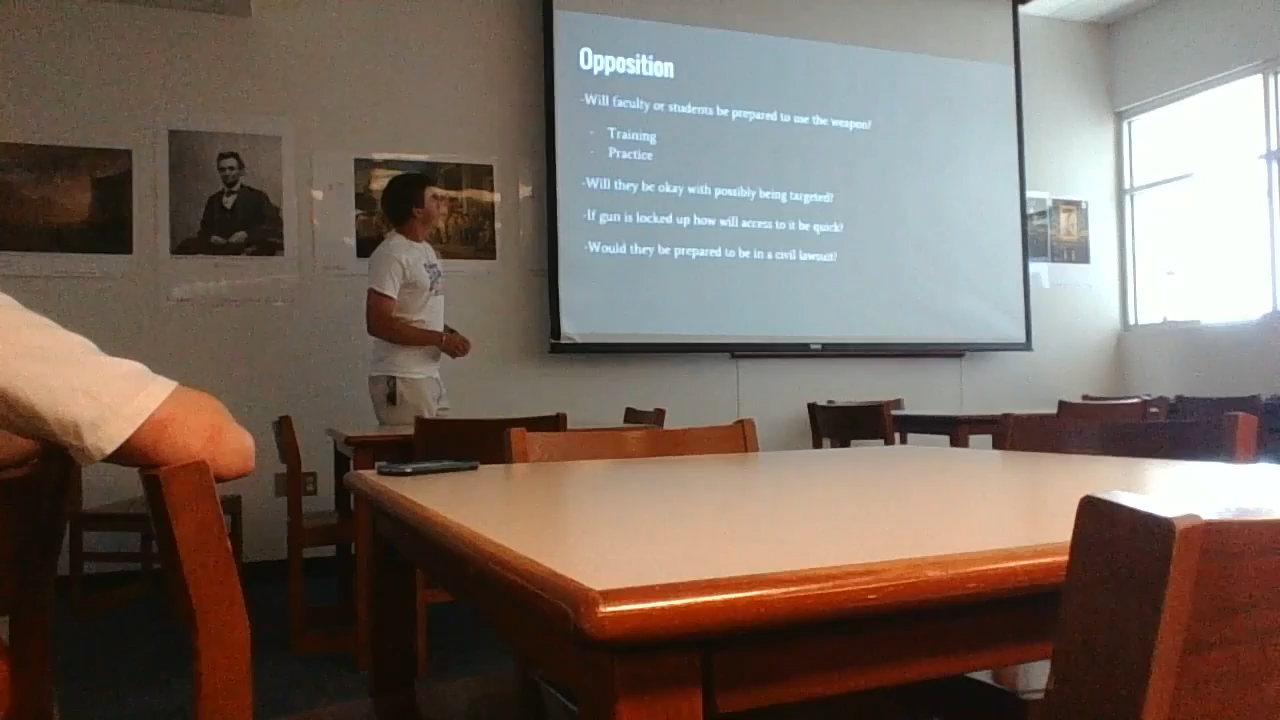 Opposition
-Will faculty or students be prepared to use the weapon?
- Training
- Practice
-Will they be okay with possibly being targeted?
-If gun is locked up how will access to it be quick?
-Would they be prepared to be in a civil lawsuit?